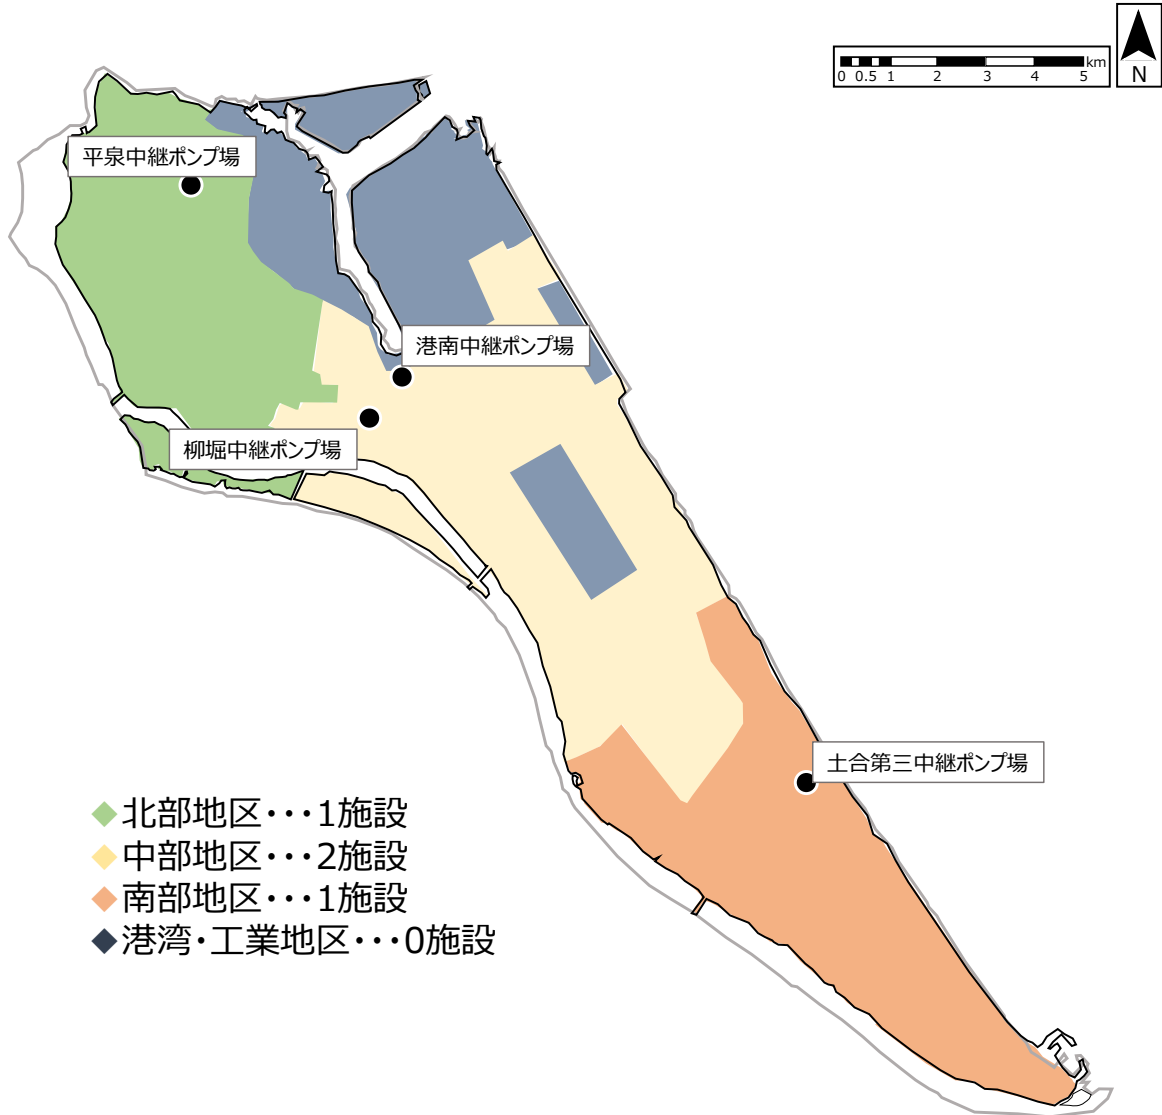 km
0 0.5 1 2 3 4 5
N
平泉中継ポンプ場
港南中継ポンプ場
柳堀中継ポンプ場
土合第三中継ポンプ場
◆北部地区・・・1施設
◆中部地区・・・2施設
◆南部地区・・・1施設
◆港湾・工業地区・・・0施設